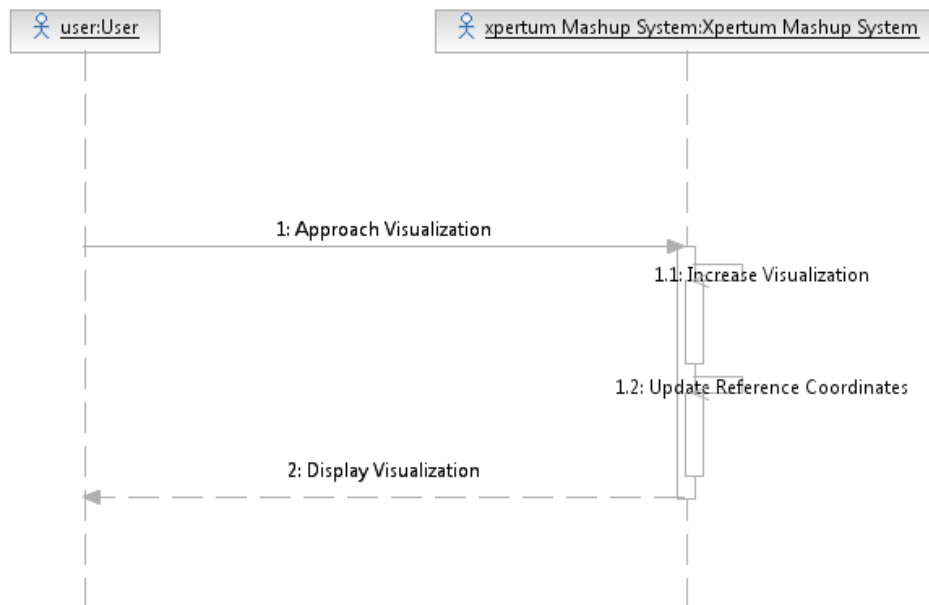 user:User
xpertum Mashup System:Xpertum Mashup System
1: Approach Visualization
1.1: Increase Visualization
1.2: Update Reference Coordinates
2: Display Visualization